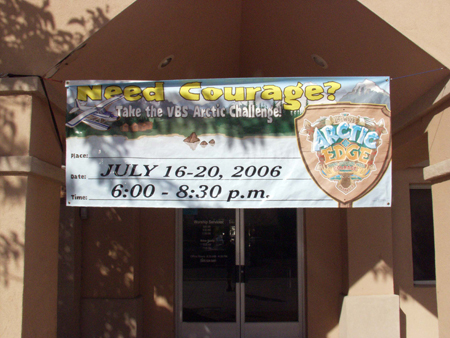 Need Courage?
Take the VBS Arctic Challenge!
ARCTIC
EDGE
Place:
Date: JULY 16-20, 2006
Time: 6:00 - 8:30 p.m.